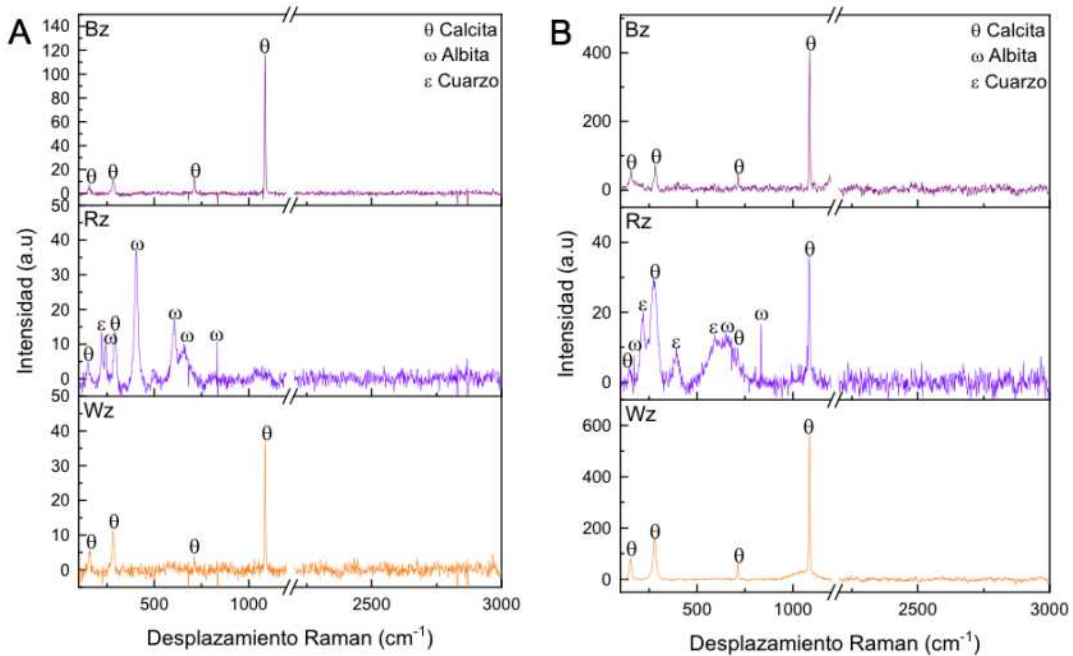 A
Bz
θ Calcita
ω Albita
ε Cuarzo
140
120
100
80
60
40
20
0
θ
θ
θ
θ
50
Rz
50
40
30
20
10
0
θ
ε
ω
θ
ω
ω
ω
ω
50
Wz
40
30
20
10
0
θ
θ
θ
θ
500
1000
2500
3000
Intensidad (a.u)
Desplazamiento Raman (cm-1)
B
Bz
θ Calcita
ω Albita
ε Cuarzo
400
200
0
θ
θ
θ
θ
Rz
40
20
0
θ
ω
ε
θ
ε
ε
ω
θ
ω
θ
Wz
600
400
200
0
θ
θ
θ
θ
500
1000
2500
3000
Intensidad (a.u)
Desplazamiento Raman (cm-1)